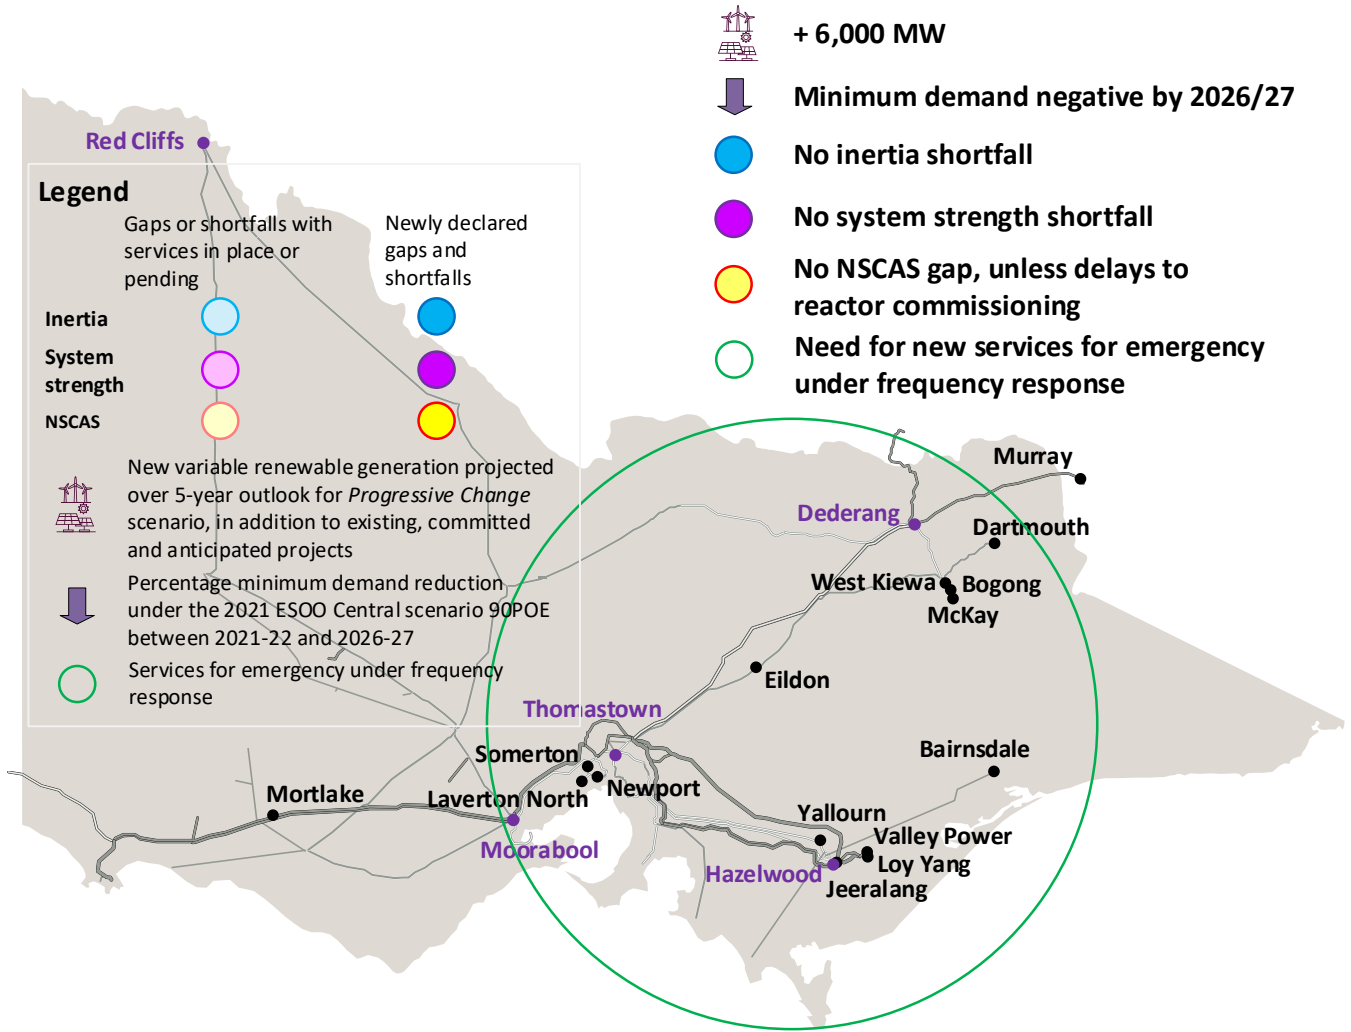 + 6,000 MW
Minimum demand negative by 2026/27
No inertia shortfall
No system strength shortfall
No NSCAS gap, unless delays to
reactor commissioning
Need for new services for emergency
under frequency response
Red Cliffs
Legend
Gaps or shortfalls with
services in place or
pending
Newly declared
gaps and
shortfalls
Inertia
System
strength
NSCAS
New variable renewable generation projected
over 5-year outlook for Progressive Change
scenario, in addition to existing, committed
and anticipated projects
Percentage minimum demand reduction
under the 2021 ESOO Central scenario 90POE
between 2021-22 and 2026-27
Services for emergency under frequency
response
Murray
Dederang
Dartmouth
West Kiewa
Bogong
McKay
Eildon
Thomastown
Somerton
Bairnsdale
Mortlake
Laverton North
Newport
Yallourn
Valley Power
Moorabool
Hazelwood
Loy Yang
Jeeralang